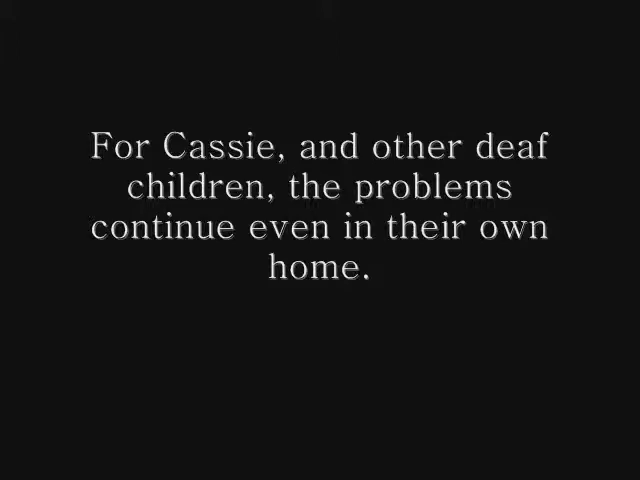 For Cassie, and other deaf
children, the problems
continue even in their own
home.